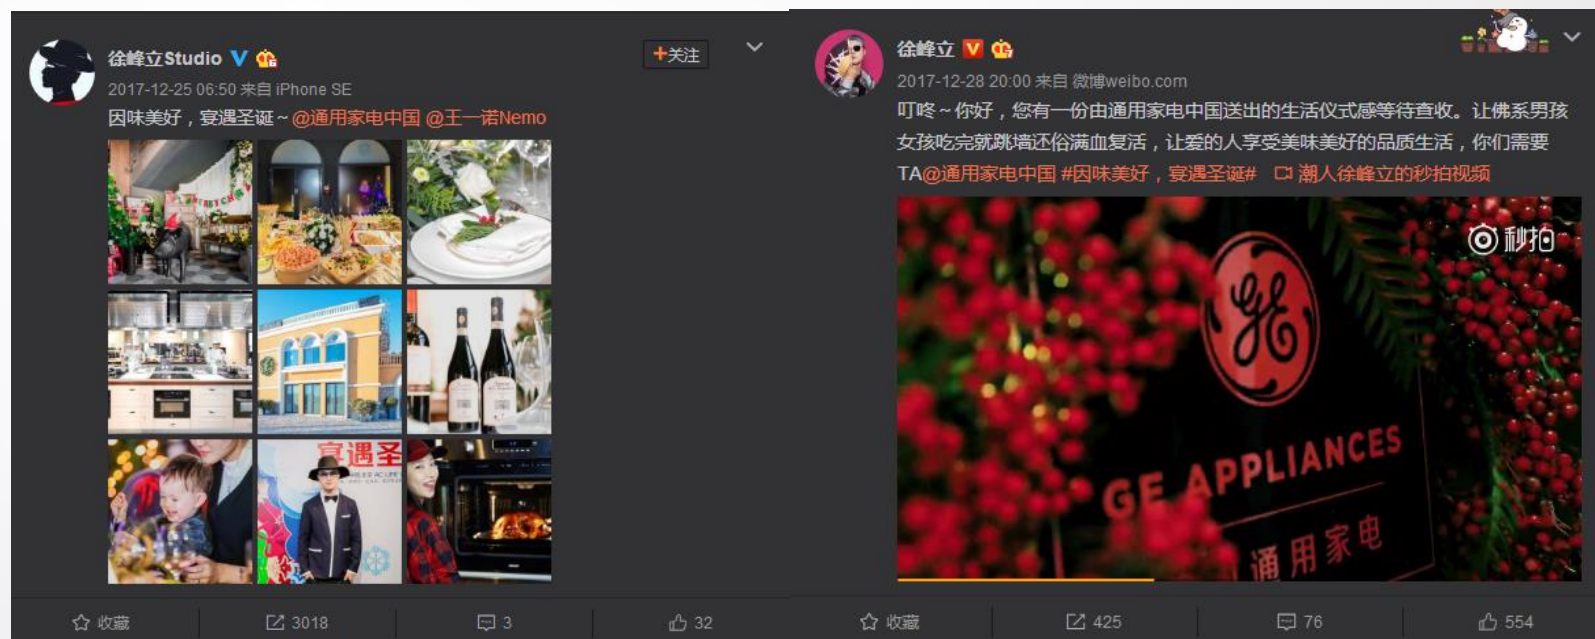 徐峰立Studio
+关注
2017-12-25 06:50 来自 iPhone SE
因味美好，宴遇圣诞～@通用家电中国 @王一诺Nemo
宴遇圣
收藏
3018
3
32
徐峰立
2017-12-28 20:00 来自 微博weibo.com
叮咚～你好，您有一份由通用家电中国送出的生活仪式感等待查收。让佛系男孩
女孩吃完就跳墙还俗满血复活，让爱的人享受美味美好的品质生活，你们需要
TA@通用家电中国 #因味美好，宴遇圣诞# 潮人徐峰立的秒拍视频
秒拍
GE
GE APPLIANCES
通用家电
收藏
425
76
554